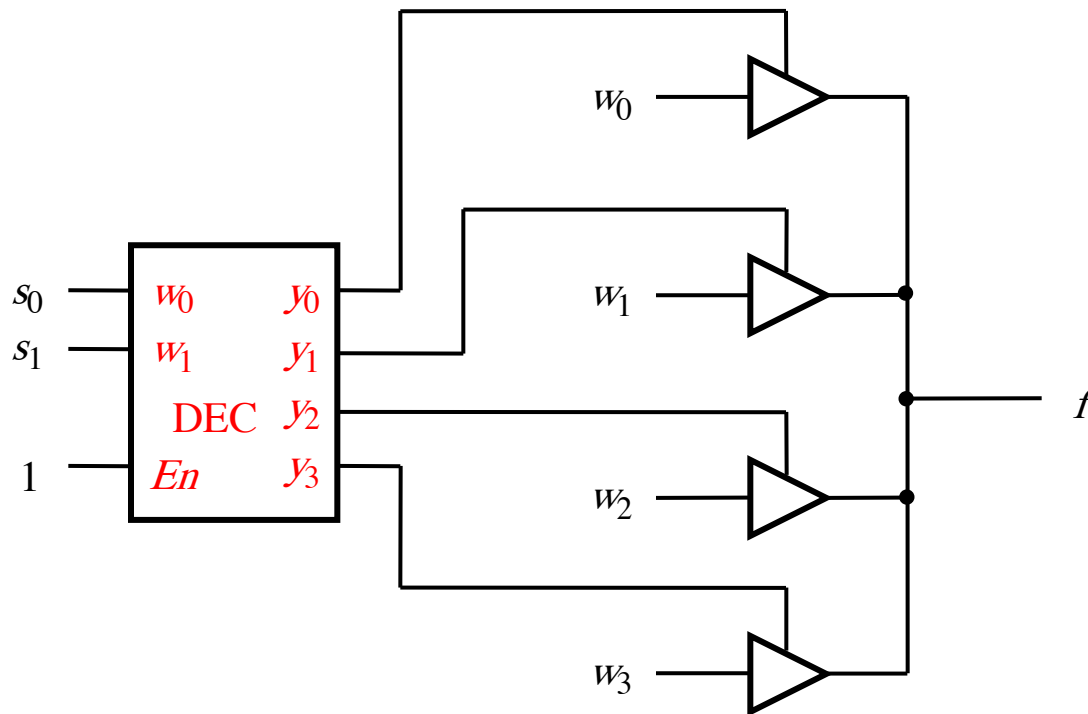 w₀
w₁
s₀ w₀ y₀
s₁ w₁ y₁
DEC y₂
1 En y₃
f
w₂
w₃